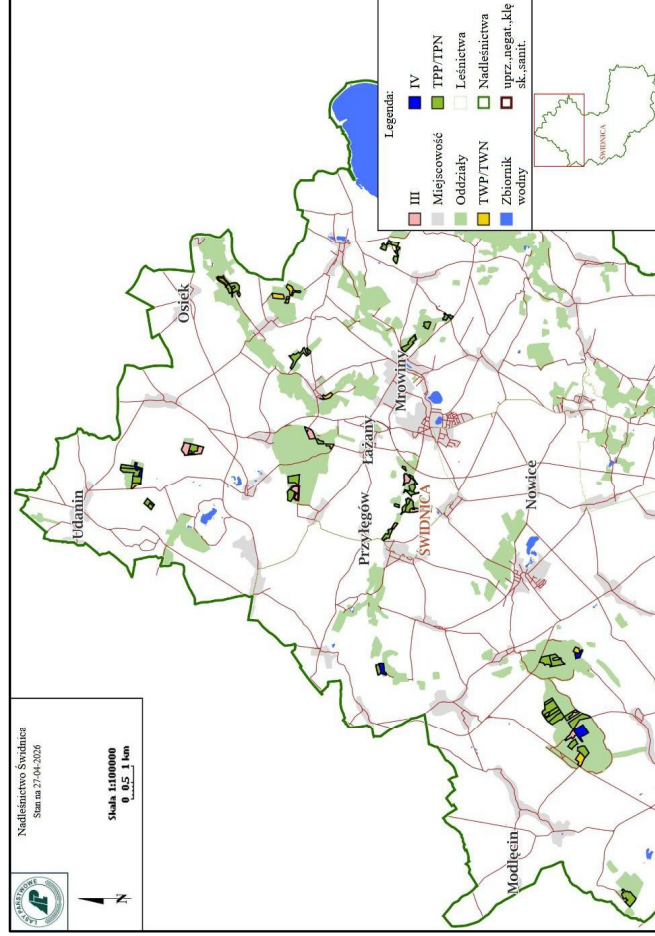 Nadleśnictwo Świdnica
Stan na 27-04-2026
Skala 1:100000
0 0.5 1 km
N
LASY PAŃSTWOWE
Legenda:
III
IV
Miejscowość
TPP/TPN
Oddziały
Leśnictwa
TWP/TWN
Nadleśnictwa
Zbiornik
wodny
uprz.,negat.,klę
sk.,sanit.
ŚWIDNICA
Udanin
Osiek
Przyłęgów
Łażany
Mrowiny
ŚWIDNICA
Nowice
Modlęcin